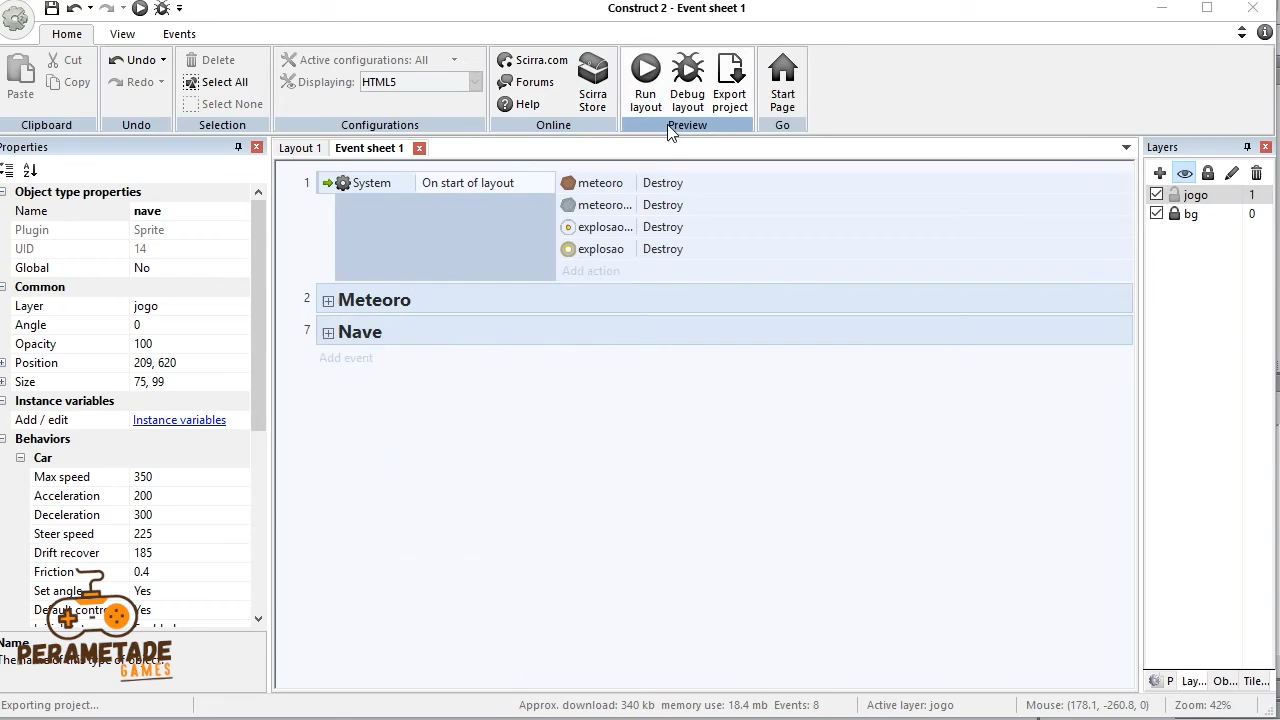 Construct 2 - Event sheet 1
Home View Events
Paste Cut Copy Clipboard
Undo Redo Undo
Delete Select All Select None Selection
Active configurations: All
Displaying: HTML5
Configurations
Scirra.com Forums Help Scirra Store Online
Run layout Debug layout Export project Preview
Start Page Go
Properties
Layout 1 Event sheet 1
Layers
Object type properties
Name nave
Plugin Sprite
UID 14
Global No
Common
Layer jogo
Angle 0
Opacity 100
Position 209, 620
Size 75, 99
Instance variables
Add / edit Instance variables
Behaviors
Car
Max speed 350
Acceleration 200
Deceleration 300
Steer speed 225
Drift recover 185
Friction 0.4
Set angle Yes
Default contr Yes
Name
The name of this type of object.
PERAMETADE
GAMES
1 System On start of layout meteoro Destroy
meteoro... Destroy
explosao... Destroy
explosao Destroy
Add action
2 Meteoro
7 Nave
Add event
jogo 1
bg 0
P Lay... Ob... Tile...
Exporting project... Approx. download: 340 kb memory use: 18.4 mb Events: 8 Active layer: jogo Mouse: (178.1, -260.8, 0) Zoom: 42%